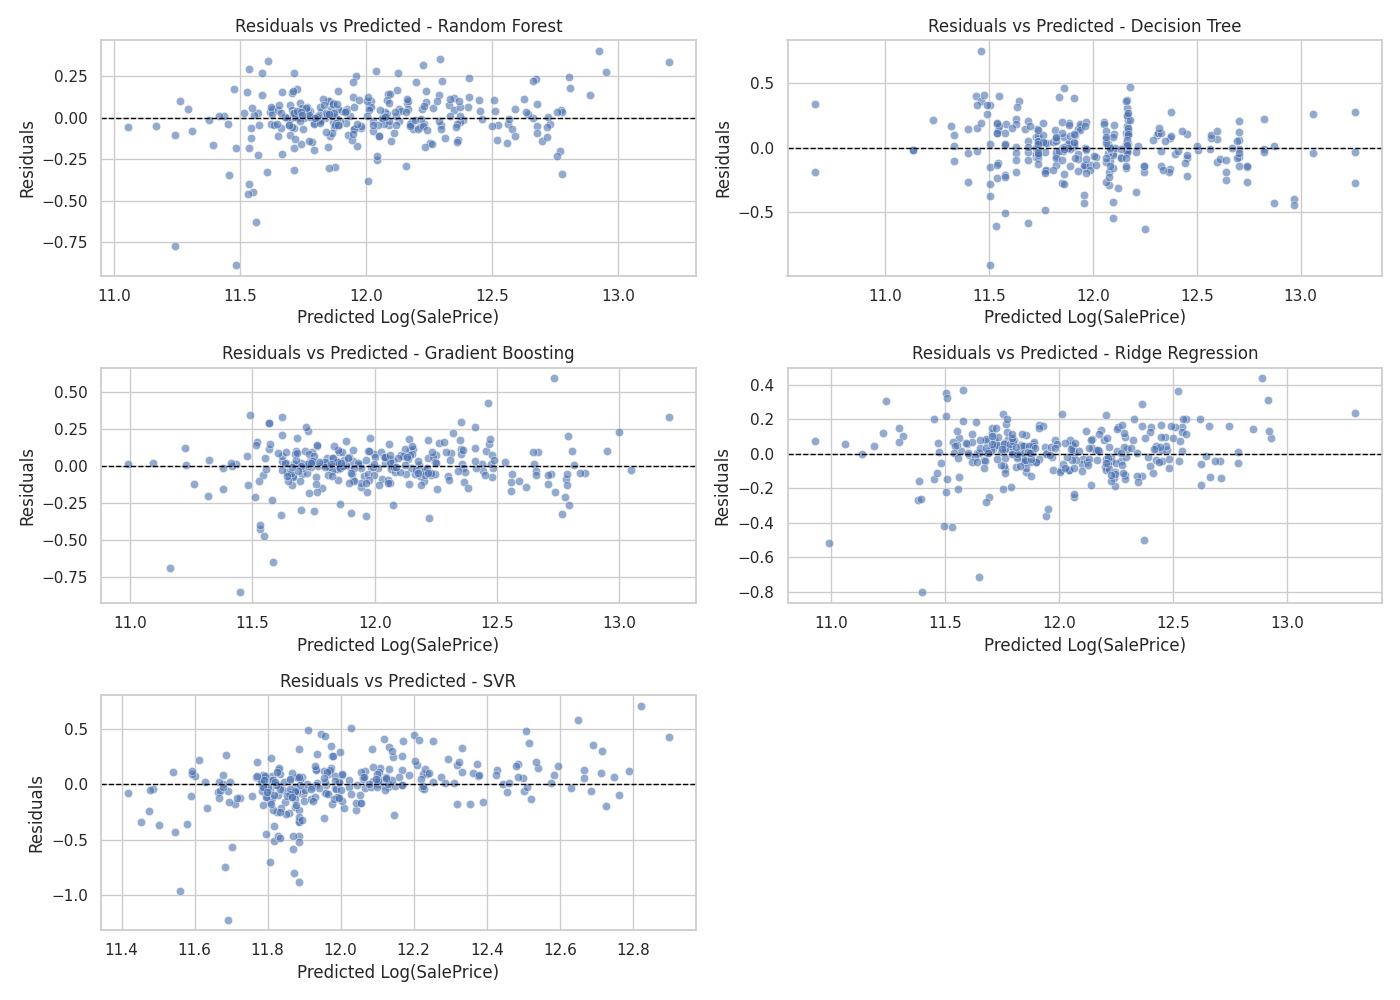 Residuals vs Predicted - Random Forest
Residuals
0.25
0.00
−0.25
−0.50
−0.75
11.0 11.5 12.0 12.5 13.0
Predicted Log(SalePrice)
Residuals vs Predicted - Decision Tree
Residuals
0.5
0.0
−0.5
11.0 11.5 12.0 12.5 13.0
Predicted Log(SalePrice)
Residuals vs Predicted - Gradient Boosting
Residuals
0.50
0.25
0.00
−0.25
−0.50
−0.75
11.0 11.5 12.0 12.5 13.0
Predicted Log(SalePrice)
Residuals vs Predicted - Ridge Regression
Residuals
0.4
0.2
0.0
−0.2
−0.4
−0.6
−0.8
11.0 11.5 12.0 12.5 13.0
Predicted Log(SalePrice)
Residuals vs Predicted - SVR
Residuals
0.5
0.0
−0.5
−1.0
11.4 11.6 11.8 12.0 12.2 12.4 12.6 12.8
Predicted Log(SalePrice)